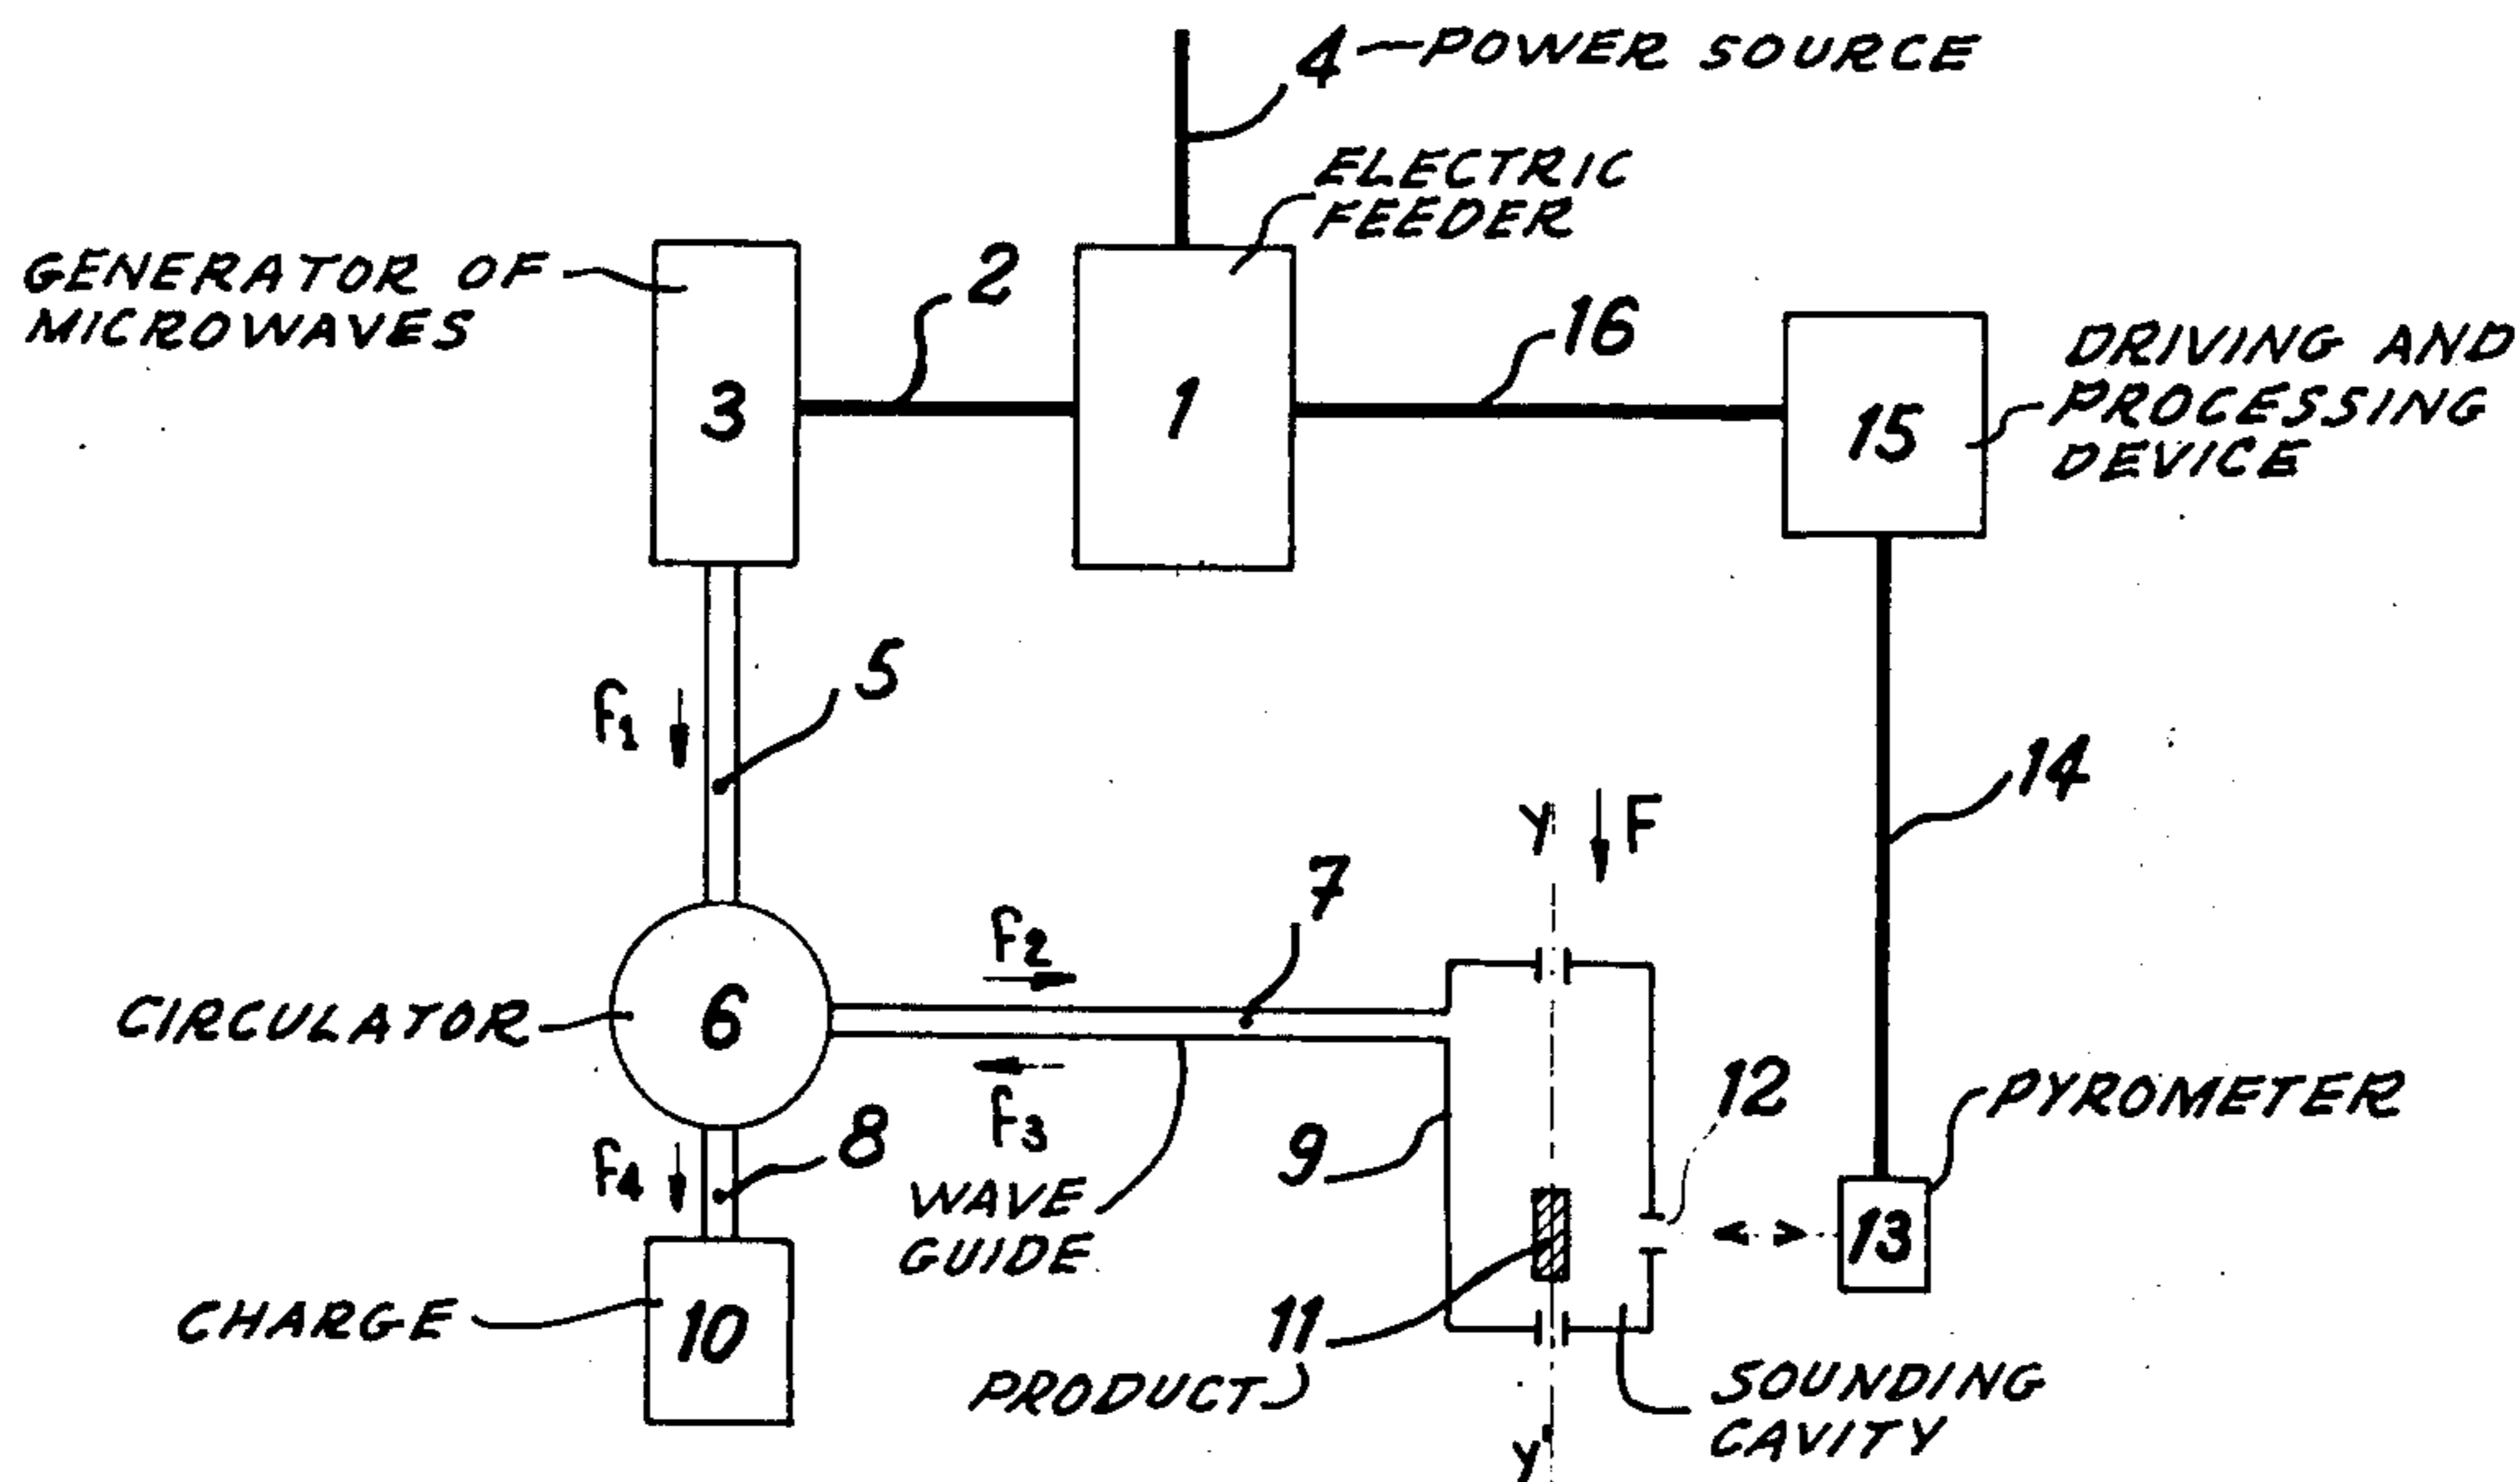 4 POWER SOURCE
ELECTRIC
FEEDER
GENERATOR OF
MICROWAVES
2
16
3
1
15
DRIVING AND
PROCESSING
DEVICE
5
f1
14
Y
F
7
f2
CIRCULATOR
6
12
PYROMETER
f3
9
8
f4
WAVE
GUIDE
13
CHARGE
10
11
PRODUCT
SOUNDING
CAVITY
Y'